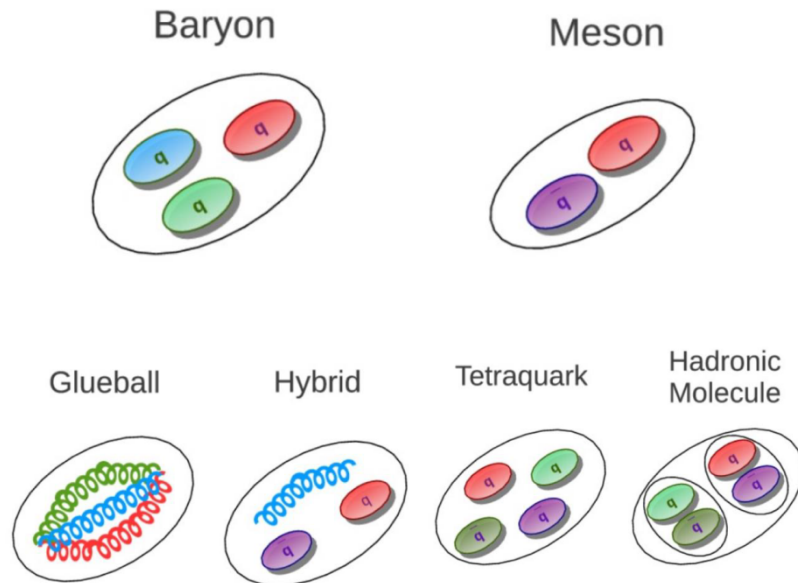 Baryon
Meson
q
q
q
q
q̄
Glueball
Hybrid
Tetraquark
Hadronic
Molecule
q
q̄
q
q
q̄
q̄
q
q̄
q
q̄